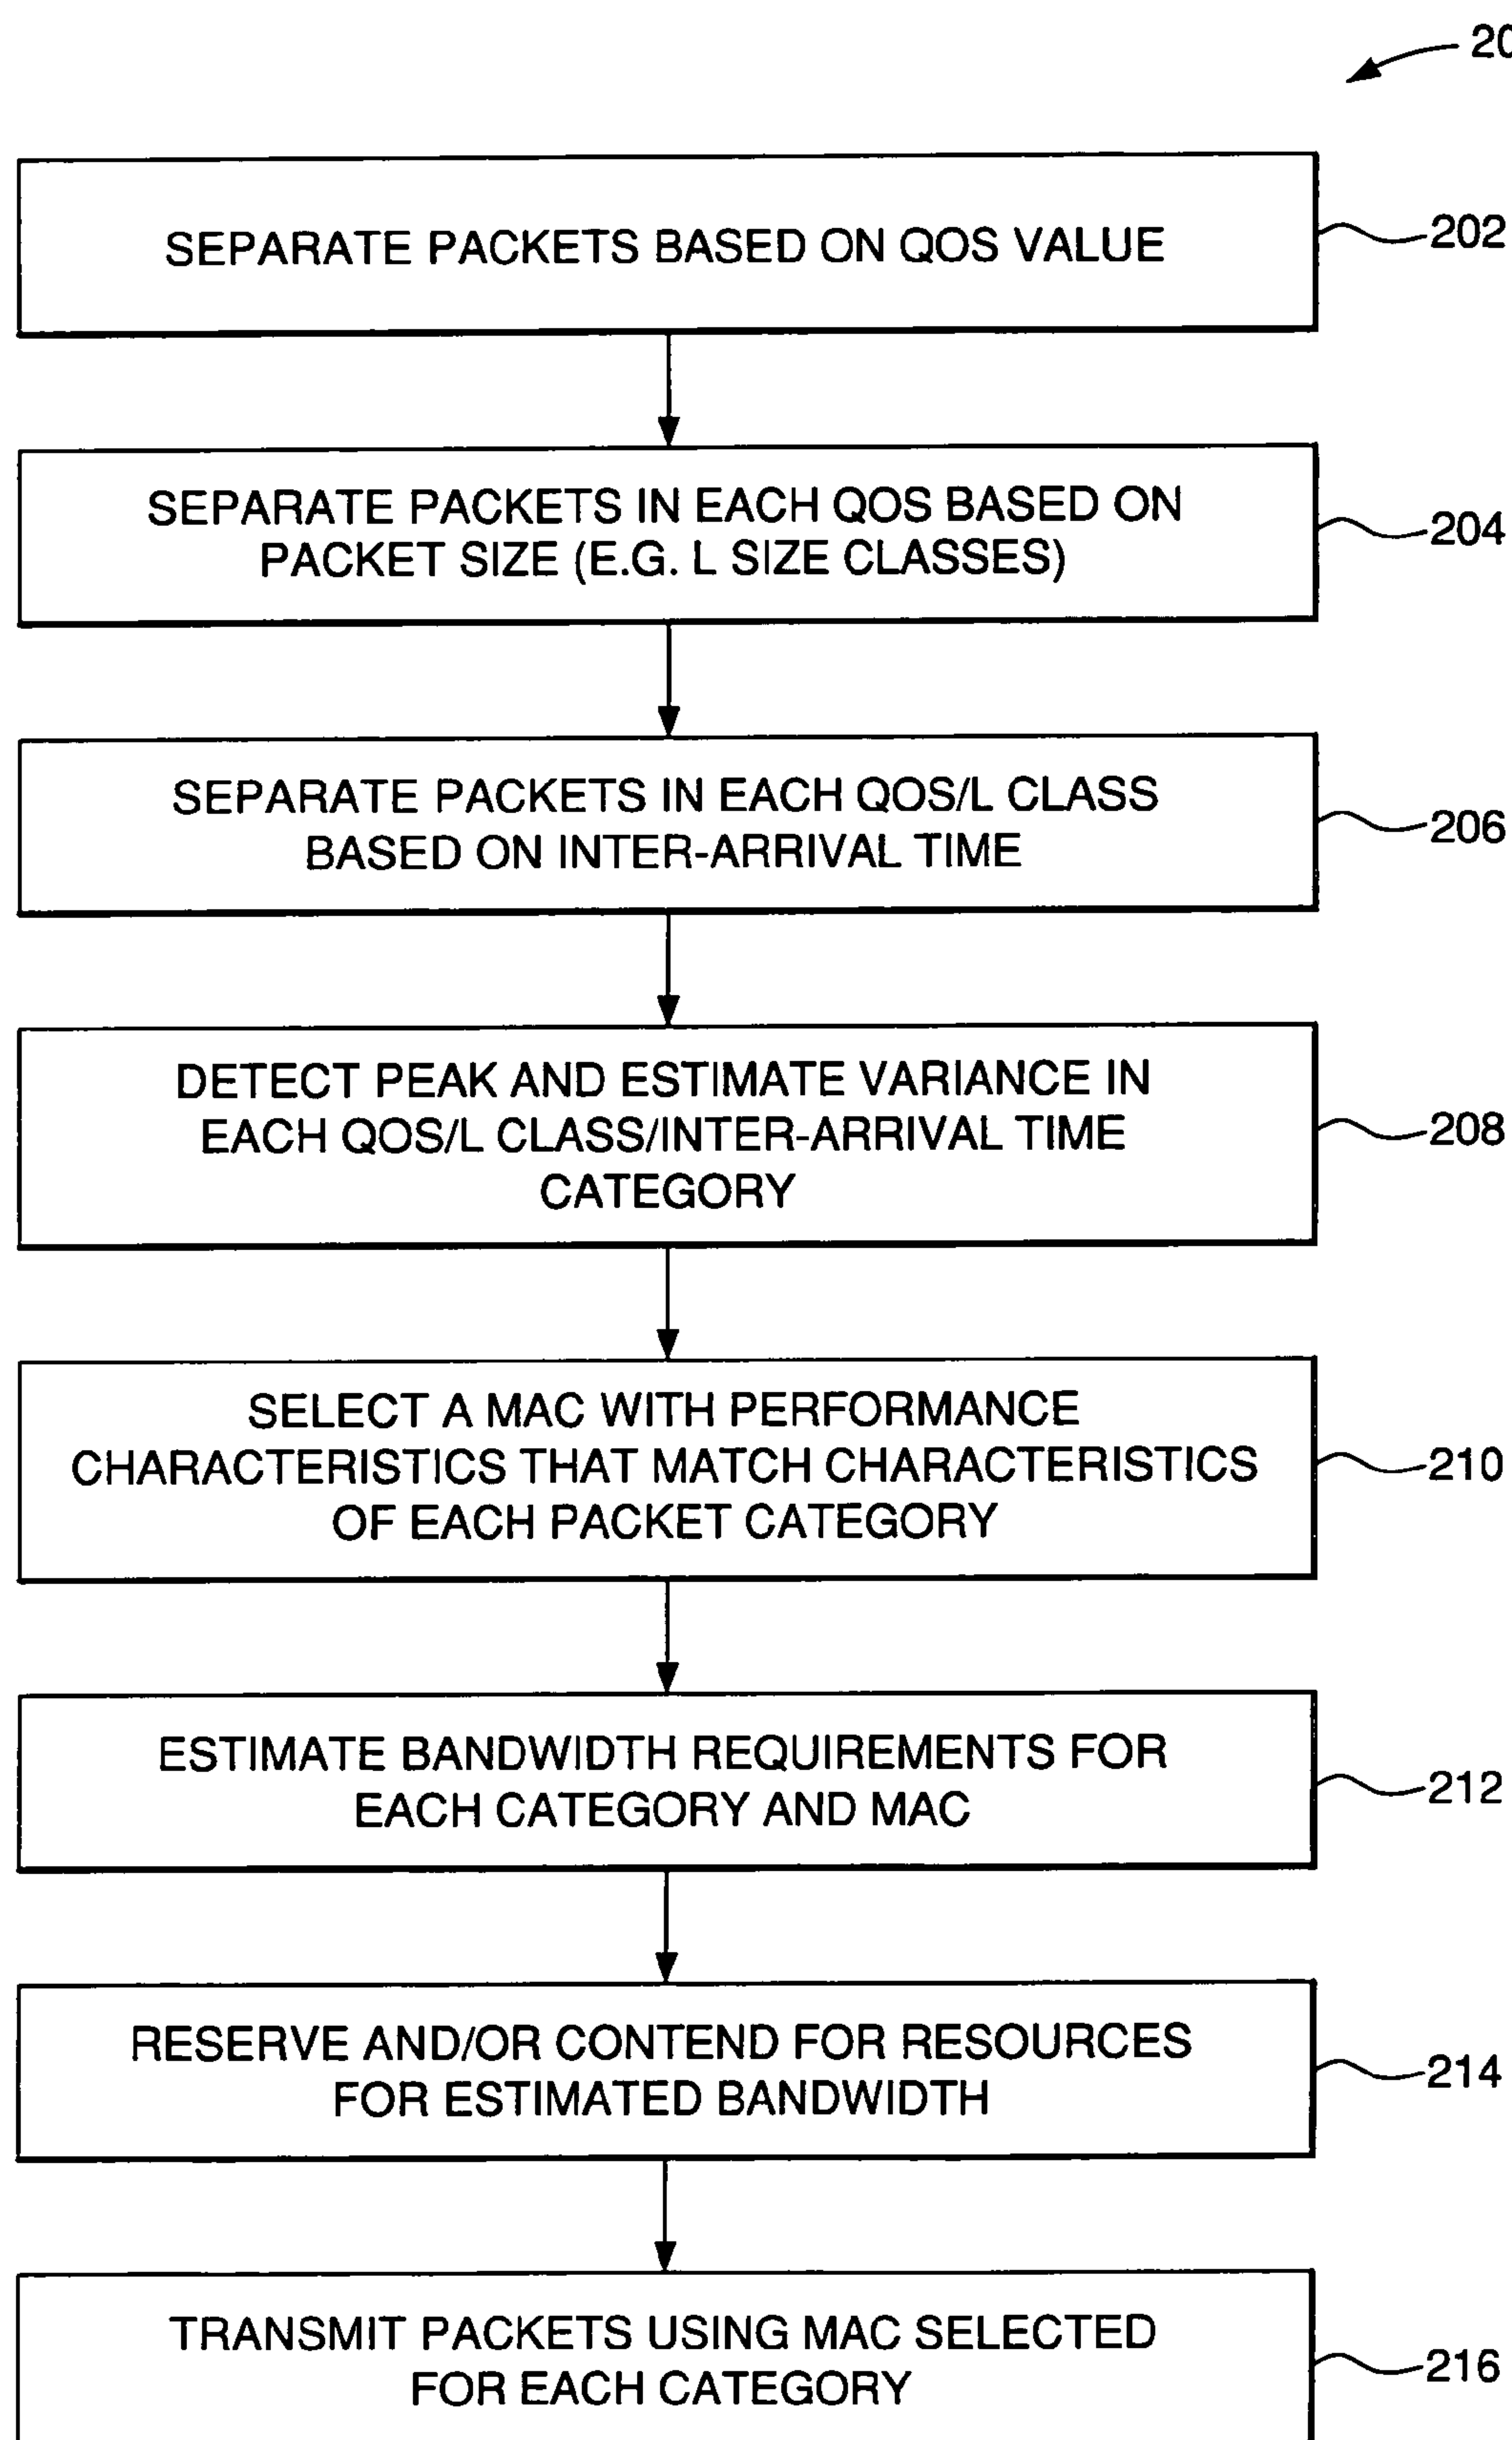 SEPARATE PACKETS BASED ON QOS VALUE
202
SEPARATE PACKETS IN EACH QOS BASED ON
PACKET SIZE (E.G. L SIZE CLASSES)
204
SEPARATE PACKETS IN EACH QOS/L CLASS
BASED ON INTER-ARRIVAL TIME
206
DETECT PEAK AND ESTIMATE VARIANCE IN
EACH QOS/L CLASS/INTER-ARRIVAL TIME
CATEGORY
208
SELECT A MAC WITH PERFORMANCE
CHARACTERISTICS THAT MATCH CHARACTERISTICS
OF EACH PACKET CATEGORY
210
ESTIMATE BANDWIDTH REQUIREMENTS FOR
EACH CATEGORY AND MAC
212
RESERVE AND/OR CONTEND FOR RESOURCES
FOR ESTIMATED BANDWIDTH
214
TRANSMIT PACKETS USING MAC SELECTED
FOR EACH CATEGORY
216